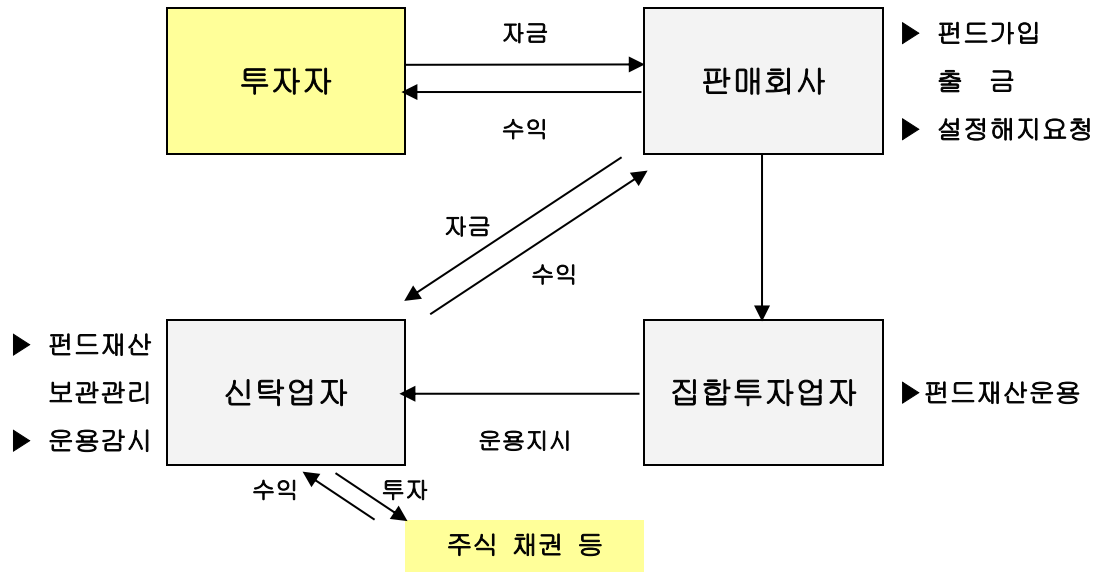 자금
투자자
판매회사
▶ 펀드가입
출 금
▶ 설정해지요청
수익
자금
수익
▶ 펀드재산
보관관리
▶ 운용감시
신탁업자
집합투자업자
▶펀드재산운용
운용지시
수익
투자
주식 채권 등